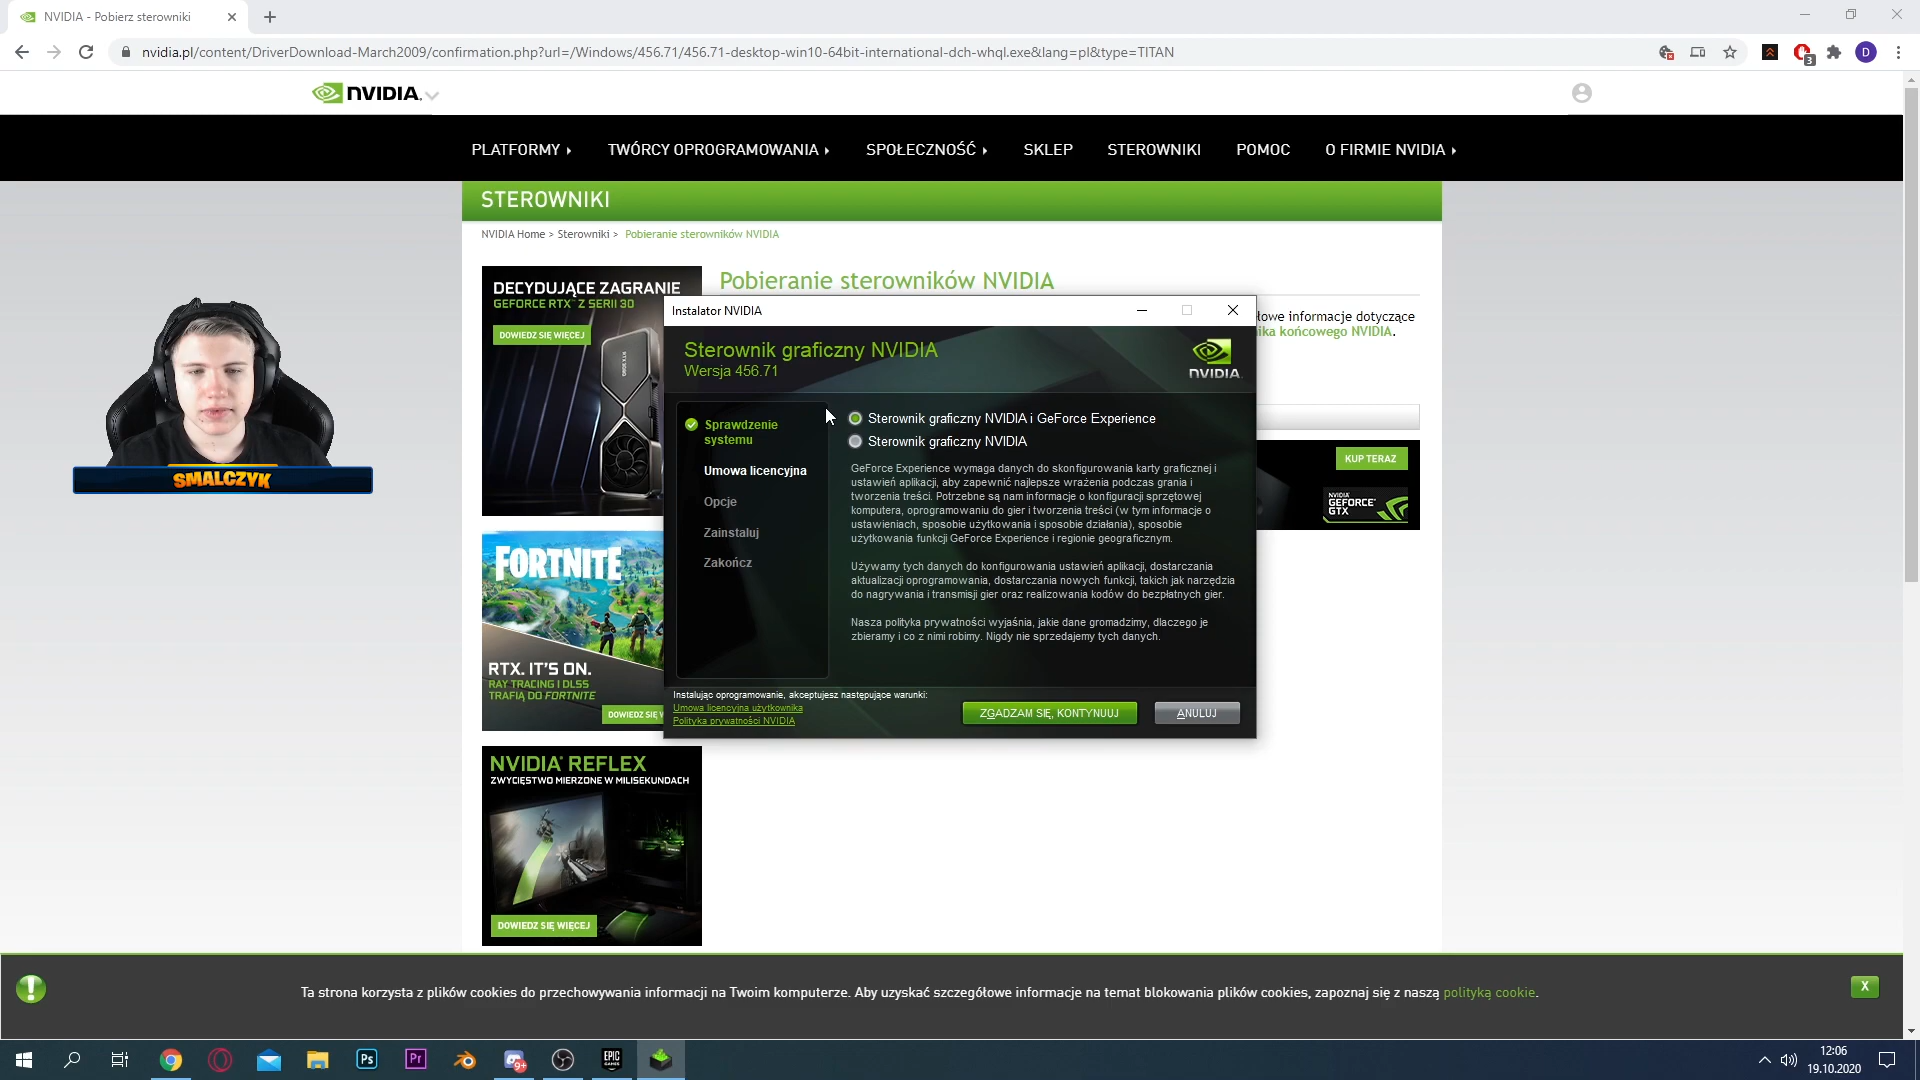 NVIDIA - Pobierz sterowniki
nvidia.pl/content/DriverDownload-March2009/confirmation.php?url=/Windows/456.71/456.71-desktop-win10-64bit-international-dch-whql.exe&lang=pl&type=TITAN
3
D
NVIDIA.
PLATFORMY
TWÓRCY OPROGRAMOWANIA
SPOŁECZNOŚĆ
SKLEP
STEROWNIKI
POMOC
O FIRMIE NVIDIA
STEROWNIKI
NVIDIA Home > Sterowniki > Pobieranie sterowników NVIDIA
DECYDUJĄCE ZAGRANIE
GEFORCE RTX™ Z SERII 30
DOWIEDZ SIĘ WIĘCEJ
Pobieranie sterowników NVIDIA
łowe informacje dotyczące
ika końcowego NVIDIA.
Instalator NVIDIA
Sterownik graficzny NVIDIA
Wersja 456.71
NVIDIA.
Sprawdzenie
systemu
Umowa licencyjna
Opcje
Zainstaluj
Zakończ
Sterownik graficzny NVIDIA i GeForce Experience
Sterownik graficzny NVIDIA
GeForce Experience wymaga danych do skonfigurowania karty graficznej i
ustawień aplikacji, aby zapewnić najlepsze wrażenia podczas grania i
tworzenia treści. Potrzebne są nam informacje o konfiguracji sprzętowej
komputera, oprogramowaniu do gier i tworzenia treści (w tym informacje o
ustawieniach, sposobie użytkowania i sposobie działania), sposobie
użytkowania funkcji GeForce Experience i regionie geograficznym.
Używamy tych danych do konfigurowania ustawień aplikacji, dostarczania
aktualizacji oprogramowania, dostarczania nowych funkcji, takich jak narzędzia
do nagrywania i transmisji gier oraz realizowania kodów do bezpłatnych gier.
Nasza polityka prywatności wyjaśnia, jakie dane gromadzimy, dlaczego je
zbieramy i co z nimi robimy. Nigdy nie sprzedajemy tych danych.
Instalując oprogramowanie, akceptujesz następujące warunki:
Umowa licencyjna użytkownika
Polityka prywatności NVIDIA
ZGADZAM SIĘ, KONTYNUUJ
ANULUJ
KUP TERAZ
NVIDIA
GEFORCE
GTX
SMALCZYK
FORTNITE
RTX. IT'S ON.
RAY TRACING I DLSS
TRAFIĄ DO FORTNITE
DOWIEDZ SIĘ W
NVIDIA REFLEX
ZWYCIĘSTWO MIERZONE W MILISEKUNDACH
DOWIEDZ SIĘ WIĘCEJ
Ta strona korzysta z plików cookies do przechowywania informacji na Twoim komputerze. Aby uzyskać szczegółowe informacje na temat blokowania plików cookies, zapoznaj się z naszą polityką cookie.
X
Ps
Pr
9+
EPIC
GAMES
12:06
19.10.2020